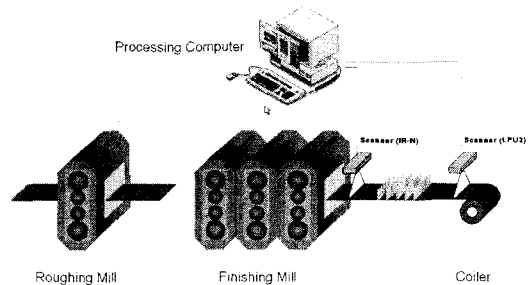 Processing Computer
Scanner (IR-N)
Scanner (LPU2)
Roughing Mill
Finishing Mill
Coiler